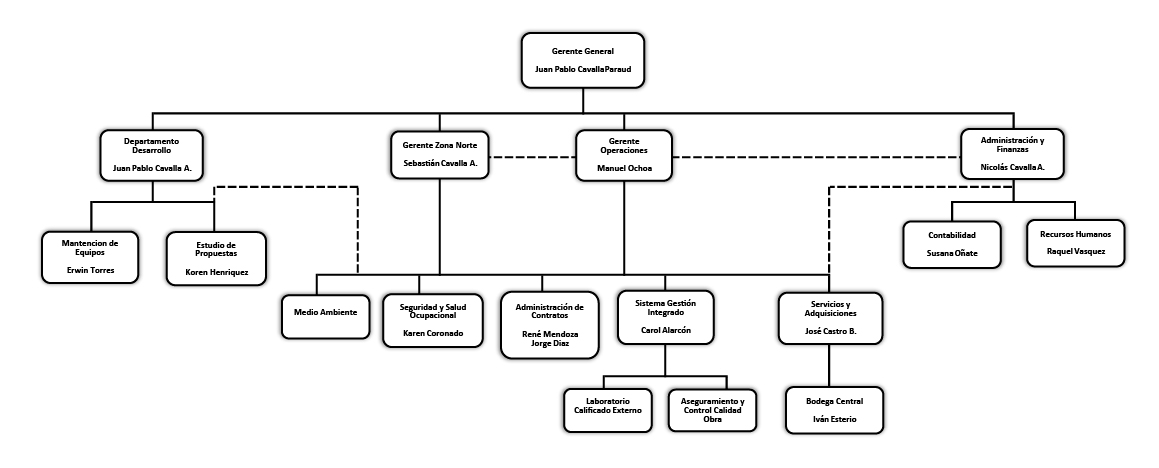 Gerente General
Juan Pablo CavallaParaud
Departamento
Desarrollo
Juan Pablo Cavalla A.
Gerente Zona Norte
Sebastián Cavalla A.
Gerente
Operaciones
Manuel Ochoa
Administración y
Finanzas
Nicolás Cavalla A.
Mantencion de
Equipos
Erwin Torres
Estudio de
Propuestas
Koren Henriquez
Contabilidad
Susana Oñate
Recursos Humanos
Raquel Vasquez
Medio Ambiente
Seguridad y Salud
Ocupacional
Karen Coronado
Administración de
Contratos
René Mendoza
Jorge Diaz
Sistema Gestión
Integrado
Carol Alarcón
Servicios y
Adquisiciones
José Castro B.
Laboratorio
Calificado Externo
Aseguramiento y
Control Calidad
Obra
Bodega Central
Iván Esterio